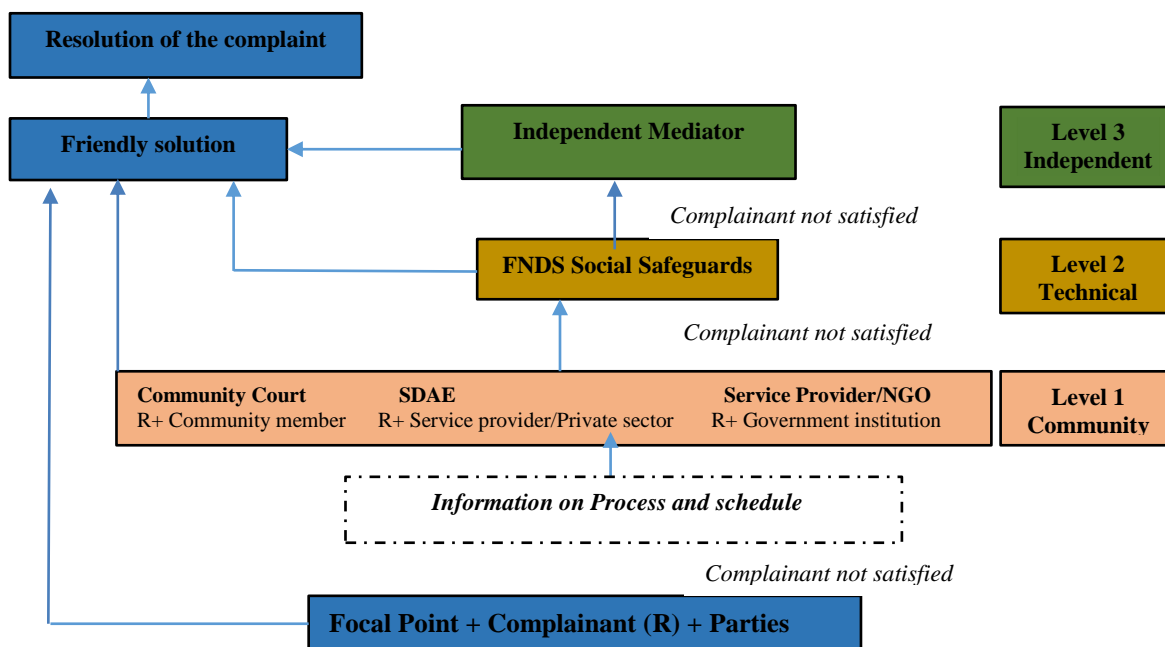 Resolution of the complaint
Friendly solution
Independent Mediator
Level 3
Independent
Complainant not satisfied
FNDS Social Safeguards
Level 2
Technical
Complainant not satisfied
Community Court SDAE Service Provider/NGO
R+ Community member R+ Service provider/Private sector R+ Government institution
Level 1
Community
Information on Process and schedule
Complainant not satisfied
Focal Point + Complainant (R) + Parties